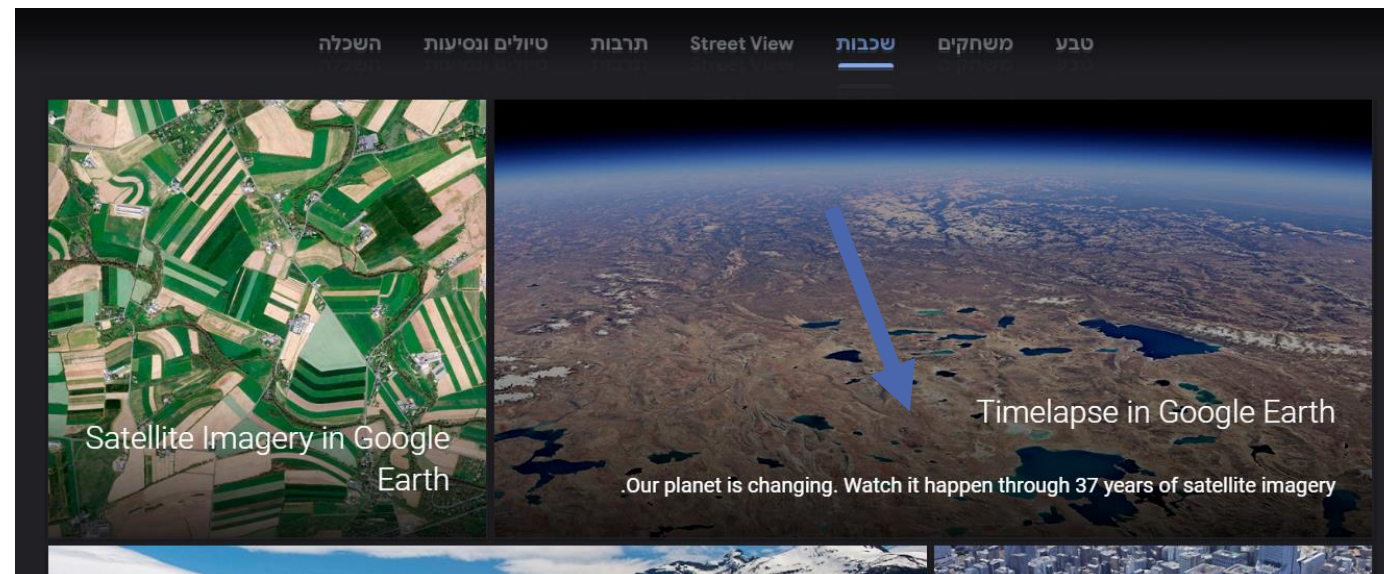 טבע משחקים שכבות Street View תרבות טיולים ונסיעות השכלה
Timelapse in Google Earth
.Our planet is changing. Watch it happen through 37 years of satellite imagery
Satellite Imagery in Google
Earth